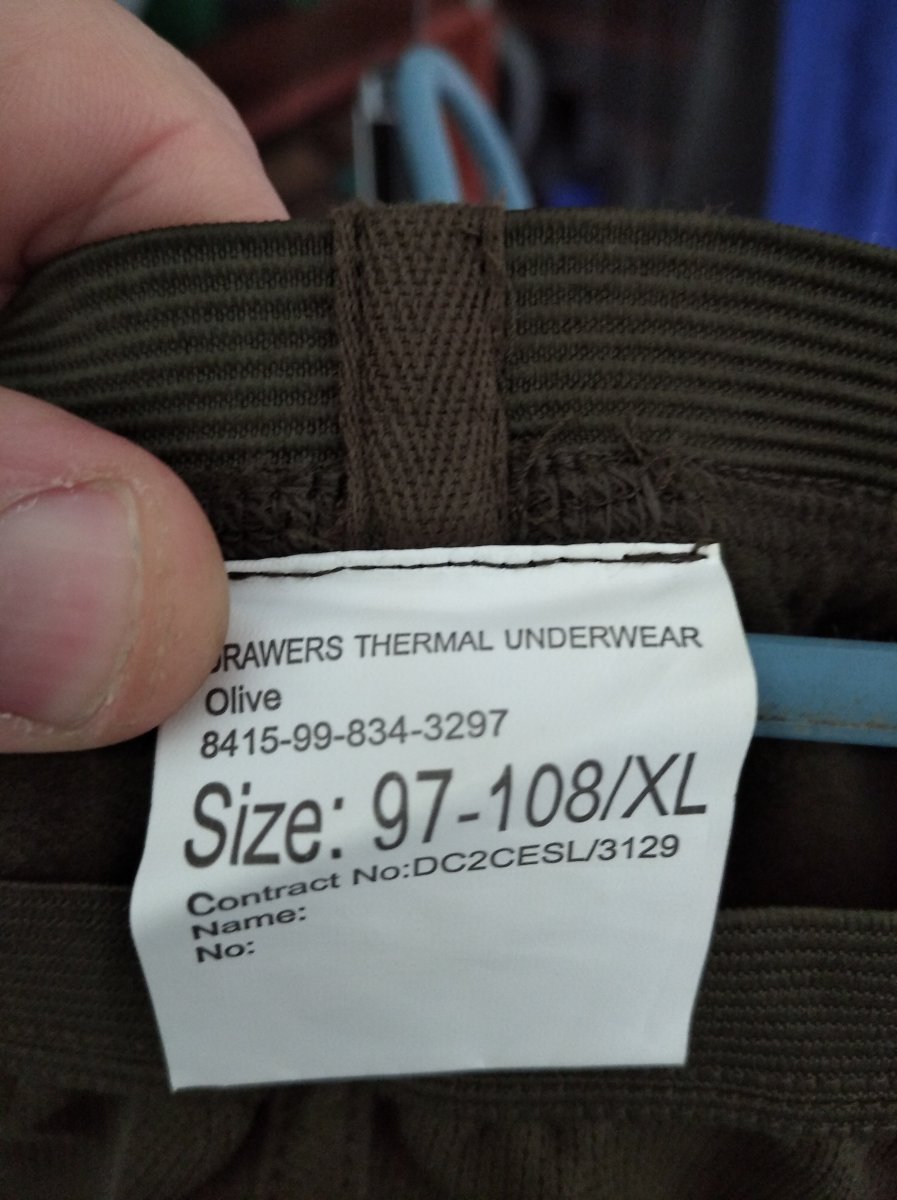 DRAWERS THERMAL UNDERWEAR
Olive
8415-99-834-3297
Size: 97-108/XL
Contract No:DC2CESL/3129
Name:
No: